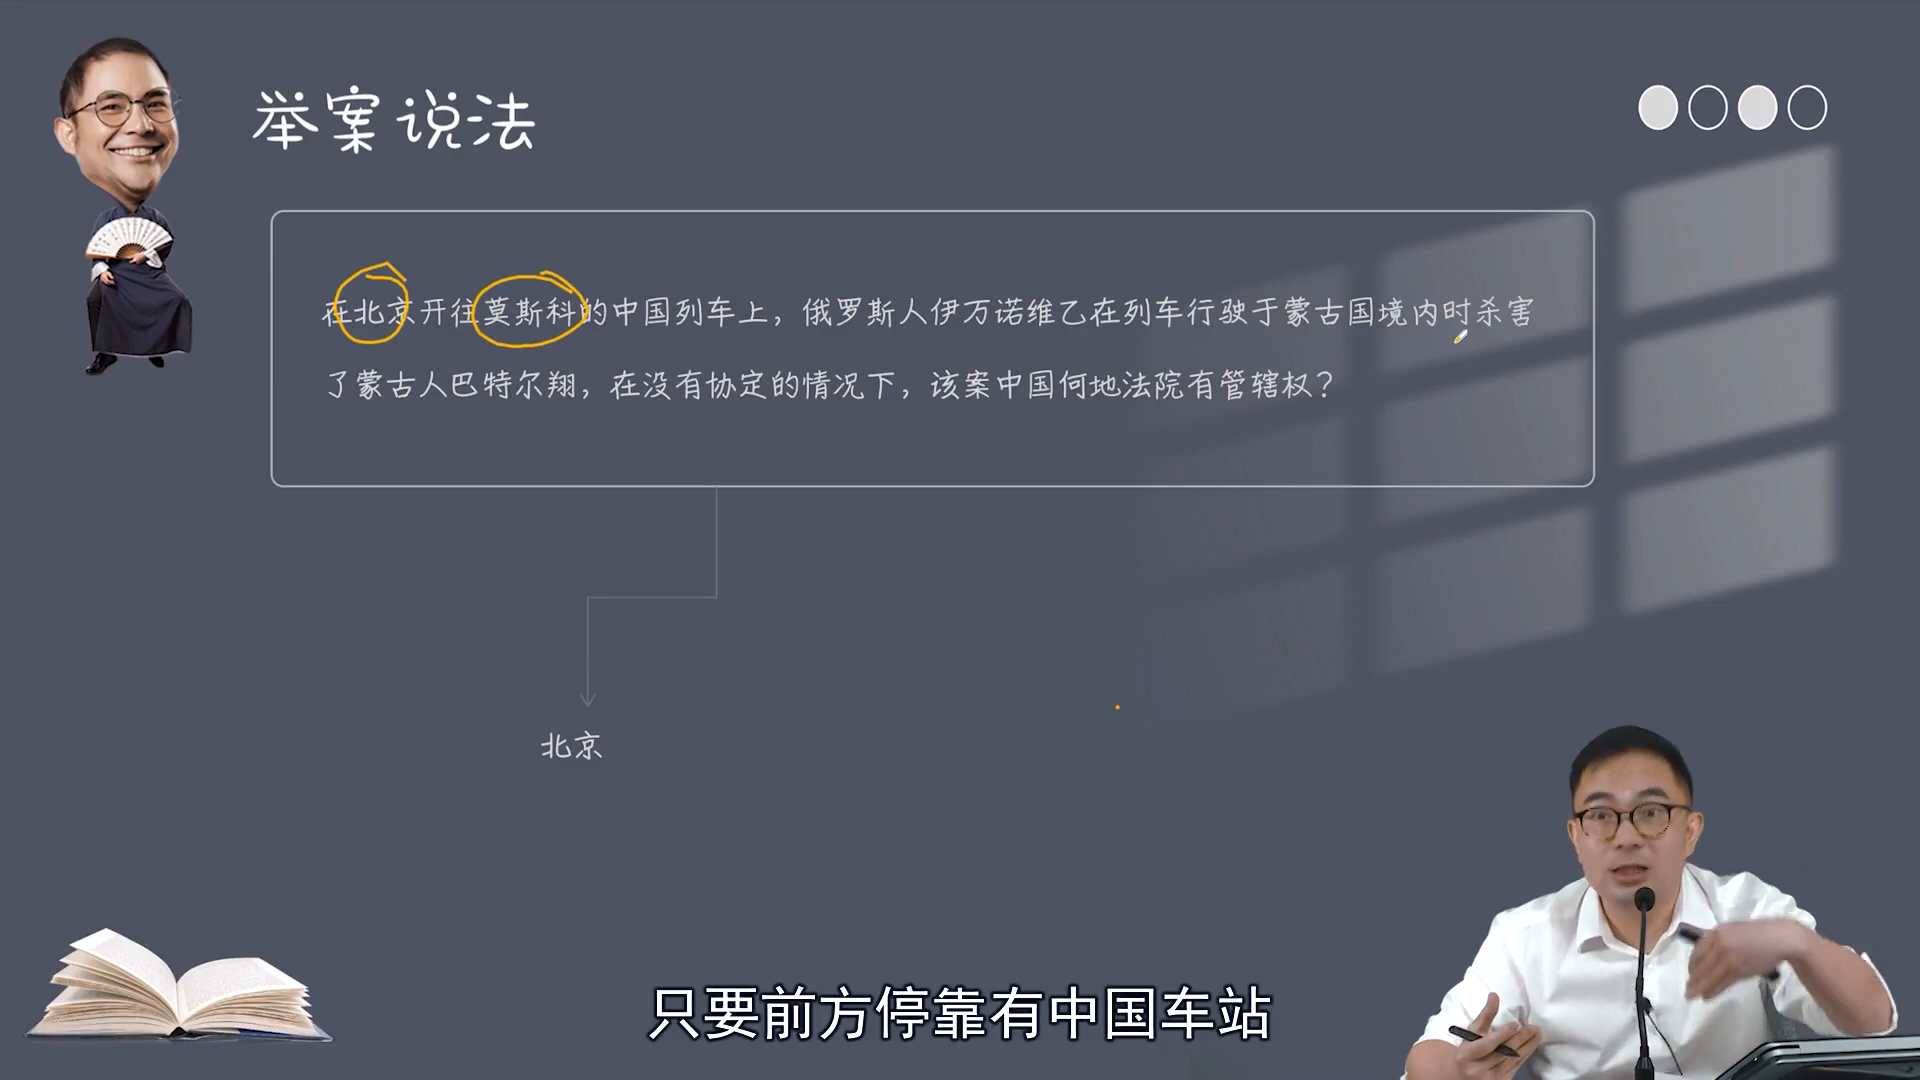 举案说法
在北京开往莫斯科的中国列车上，俄罗斯人伊万诺维乙在列车行驶于蒙古国境内时杀害
了蒙古人巴特尔翔，在没有协定的情况下，该案中国何地法院有管辖权？
北京
只要前方停靠有中国车站